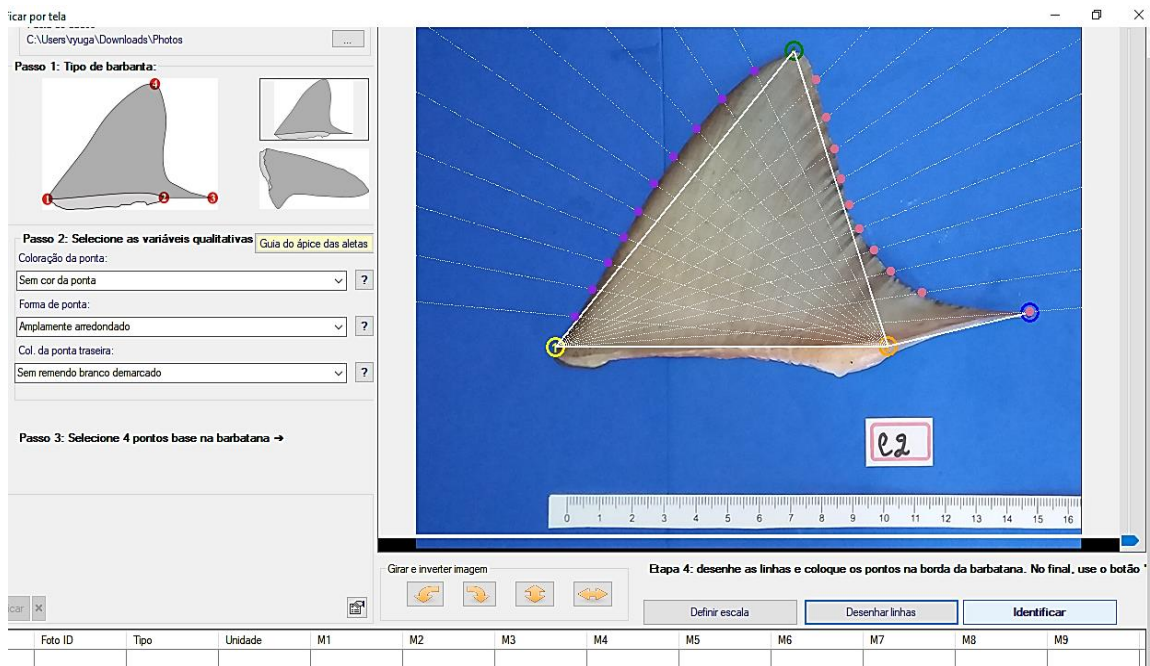 ficar por tela
C:\Users\ryuga\Downloads\Photos
...
Passo 1: Tipo de barbanta:
4
1
2
3
Passo 2: Selecione as variáveis qualitativas
Guia do ápice das aletas
Coloração da ponta:
Sem cor da ponta
?
Forma de ponta:
Amplamente arredondado
?
Col. da ponta traseira:
Sem remendo branco demarcado
?
Passo 3: Selecione 4 pontos base na barbatana →
C2
0 1 2 3 4 5 6 7 8 9 10 11 12 13 14 15 16
Girar e inverter imagem
Etapa 4: desenhe as linhas e coloque os pontos na borda da barbatana. No final, use o botão "
Definir escala
Desenhar linhas
Identificar
icar
Foto ID Tipo Unidade M1 M2 M3 M4 M5 M6 M7 M8 M9